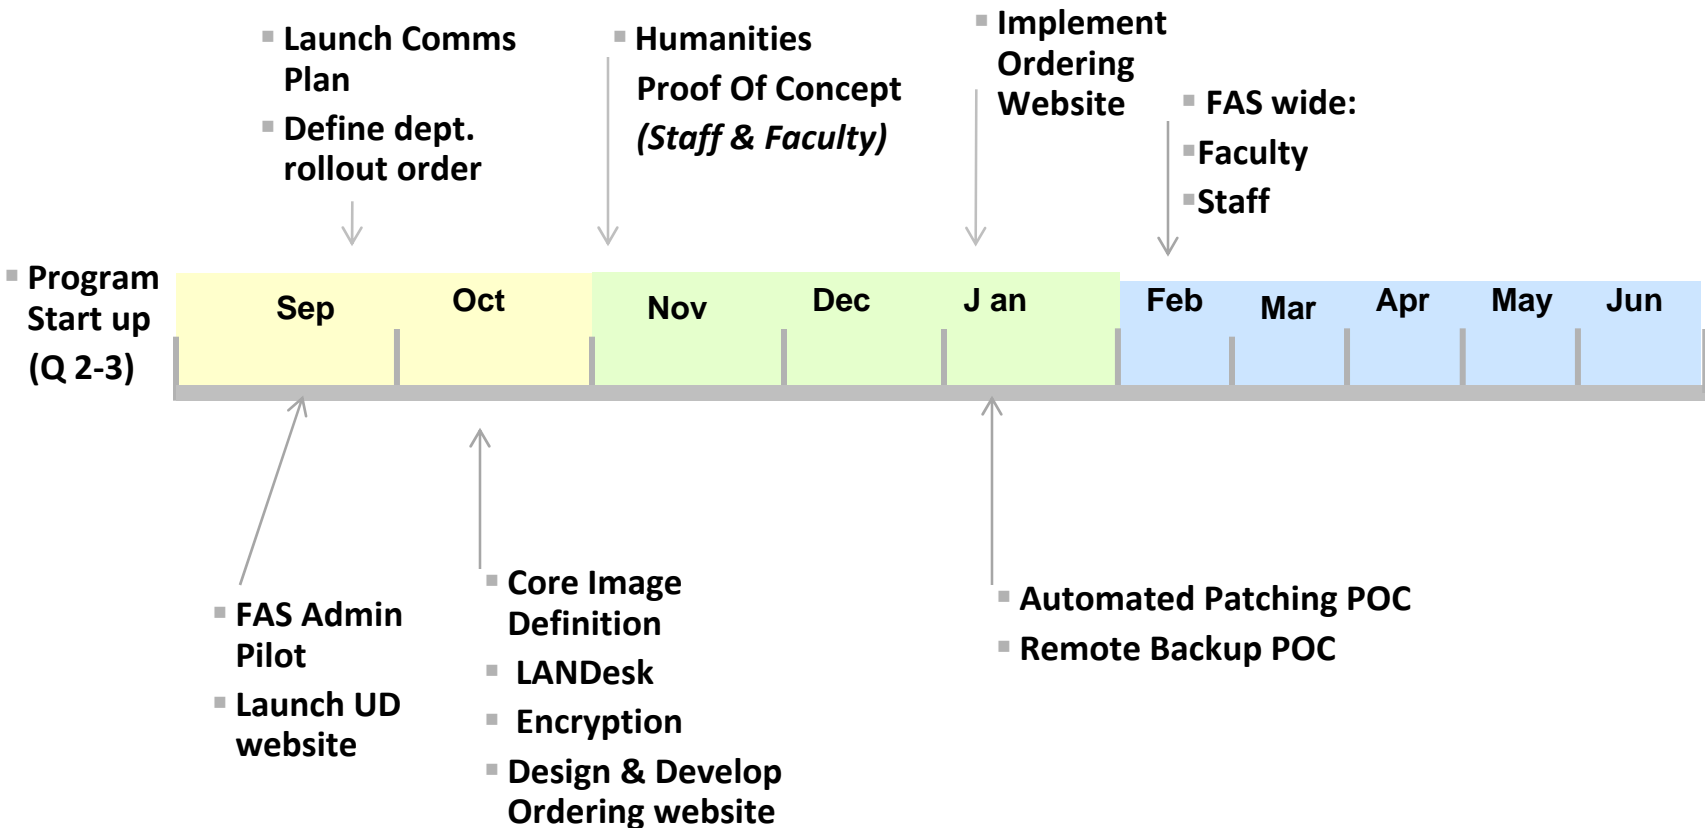 Launch Comms
Plan
Define dept.
rollout order
Humanities
Proof Of Concept
(Staff & Faculty)
Implement
Ordering
Website
FAS wide:
Faculty
Staff
Program
Start up
(Q 2-3)
Sep
Oct
Nov
Dec
J an
Feb
Mar
Apr
May
Jun
FAS Admin
Pilot
Launch UD
website
Core Image
Definition
LANDesk
Encryption
Design & Develop
Ordering website
Automated Patching POC
Remote Backup POC